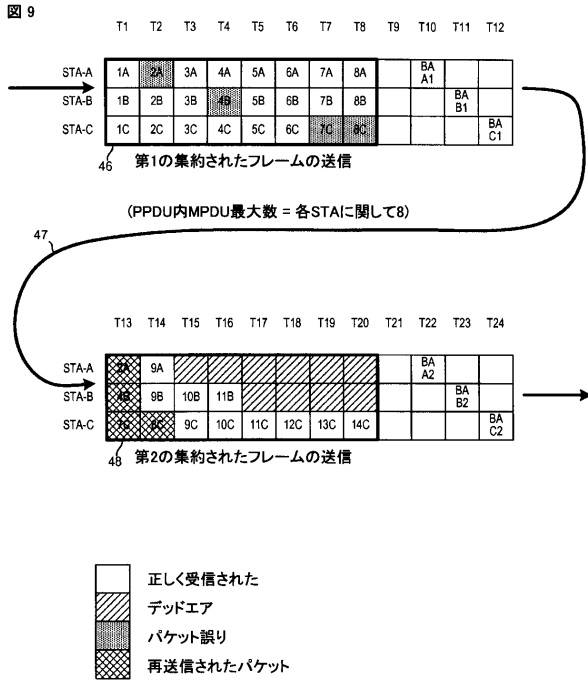 図 9
T1 T2 T3 T4 T5 T6 T7 T8 T9 T10 T11 T12
STA-A 1A 2A 3A 4A 5A 6A 7A 8A BA A1
STA-B 1B 2B 3B 4B 5B 6B 7B 8B BA B1
STA-C 1C 2C 3C 4C 5C 6C 7C 8C BA C1
46 第1の集約されたフレームの送信
(PPDU内MPDU最大数 = 各STAに関して8)
47
T13 T14 T15 T16 T17 T18 T19 T20 T21 T22 T23 T24
STA-A 2A 9A BA A2
STA-B 4B 9B 10B 11B BA B2
STA-C 7C 8C 9C 10C 11C 12C 13C 14C BA C2
48 第2の集約されたフレームの送信
正しく受信された
デッドエア
パケット誤り
再送信されたパケット